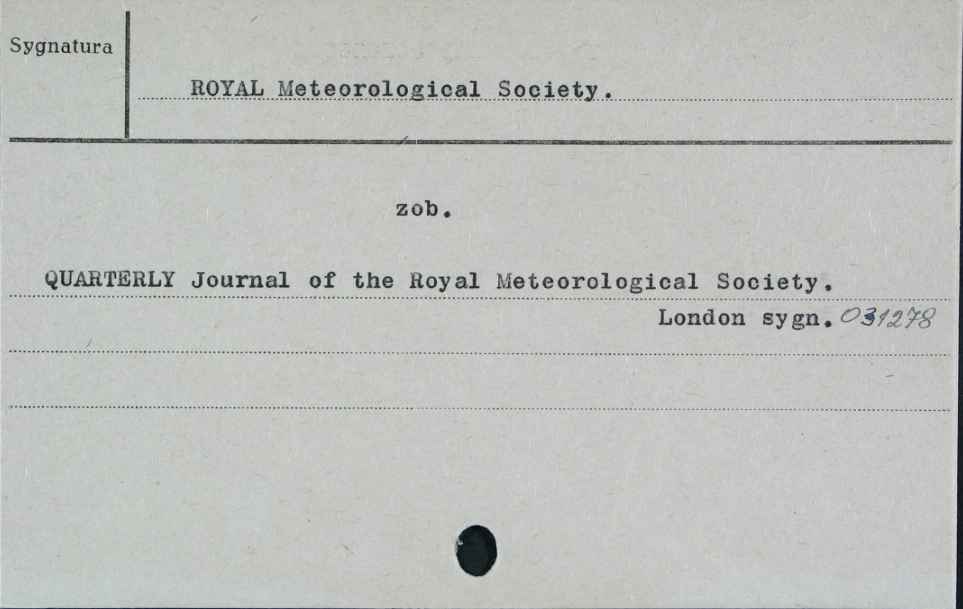 Sygnatura
ROYAL Meteorological Society.
zob.
QUARTERLY Journal of the Royal Meteorological Society.
London sygn. 031278